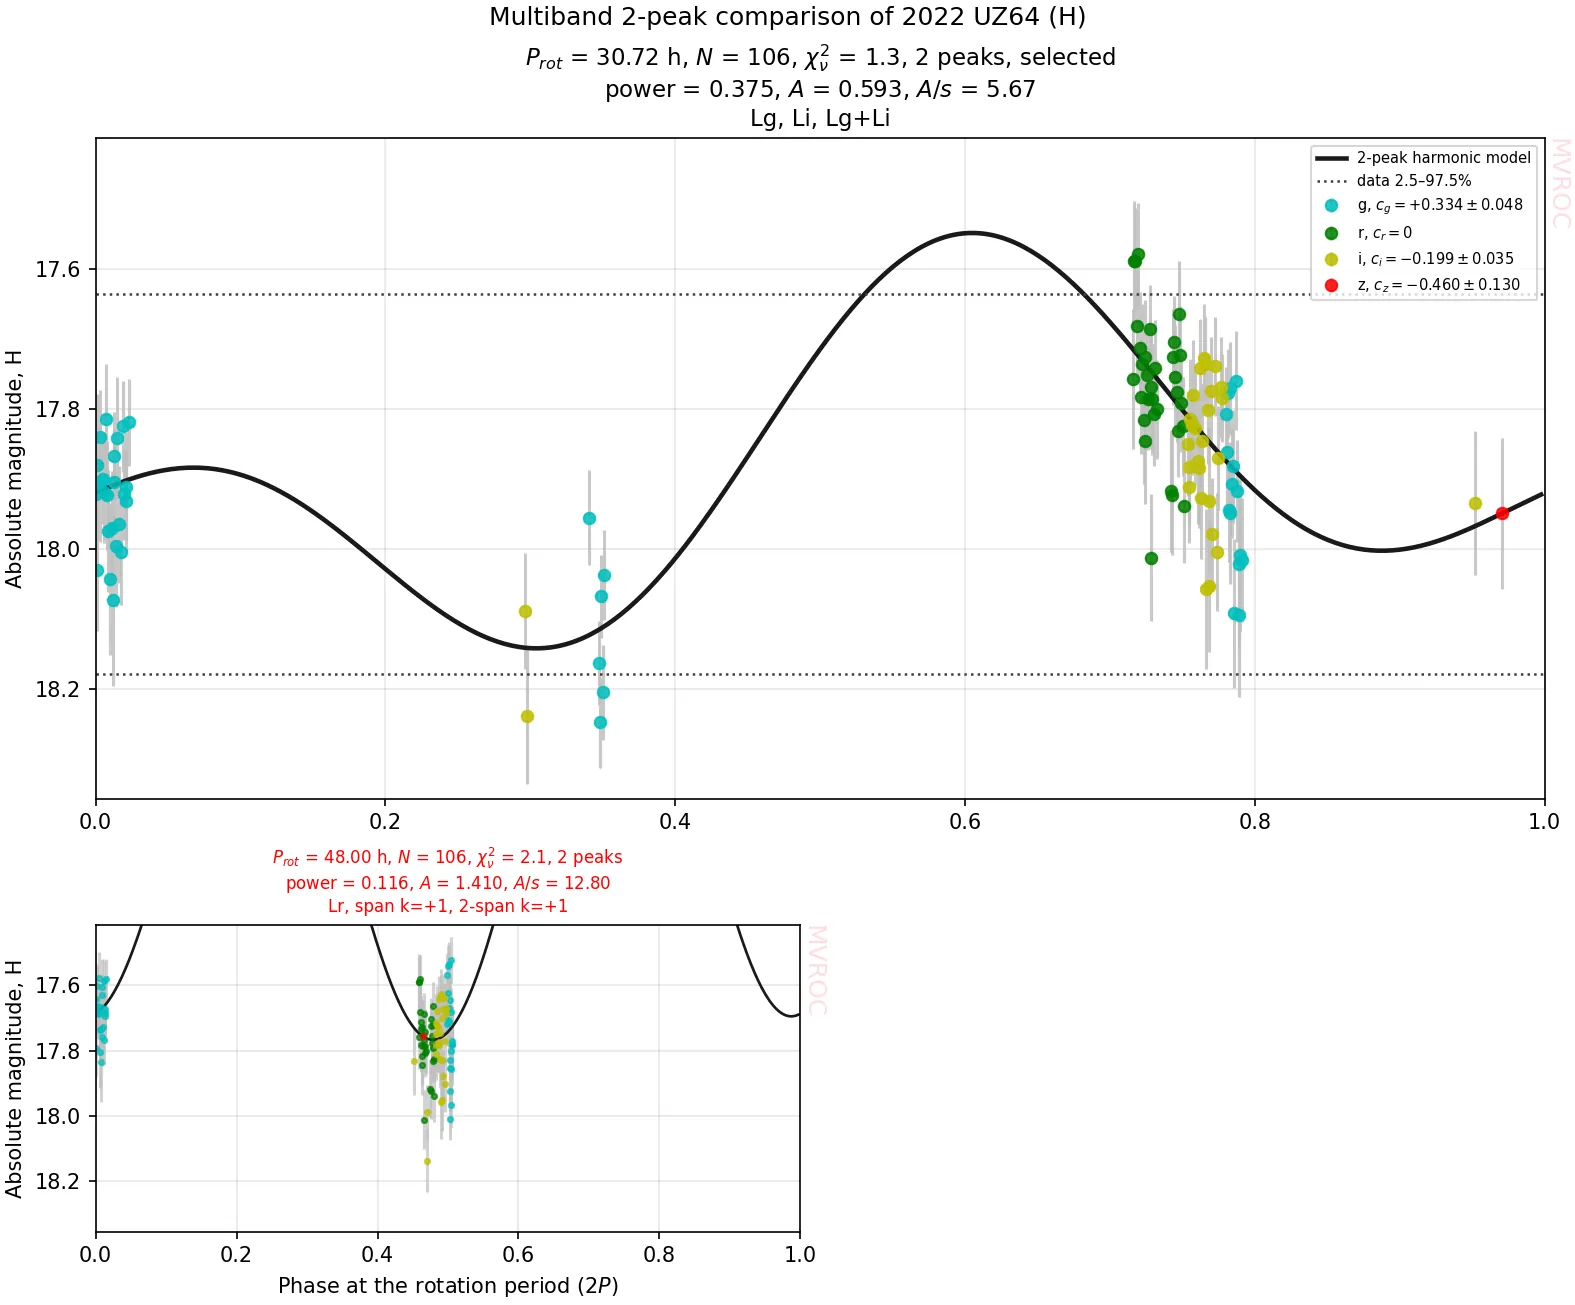 Multiband 2-peak comparison of 2022 UZ64 (H)
P_rot = 30.72 h, N = 106, χ²_ν = 1.3, 2 peaks, selected
power = 0.375, A = 0.593, A/s = 5.67
Lg, Li, Lg+Li
2-peak harmonic model
data 2.5–97.5%
g, c_g = +0.334 ± 0.048
r, c_r = 0
i, c_i = −0.199 ± 0.035
z, c_z = −0.460 ± 0.130
MVROC
Absolute magnitude, H
17.6
17.8
18.0
18.2
0.0 0.2 0.4 0.6 0.8 1.0
P_rot = 48.00 h, N = 106, χ²_ν = 2.1, 2 peaks
power = 0.116, A = 1.410, A/s = 12.80
Lr, span k=+1, 2-span k=+1
MVROC
Absolute magnitude, H
17.6
17.8
18.0
18.2
0.0 0.2 0.4 0.6 0.8 1.0
Phase at the rotation period (2P)